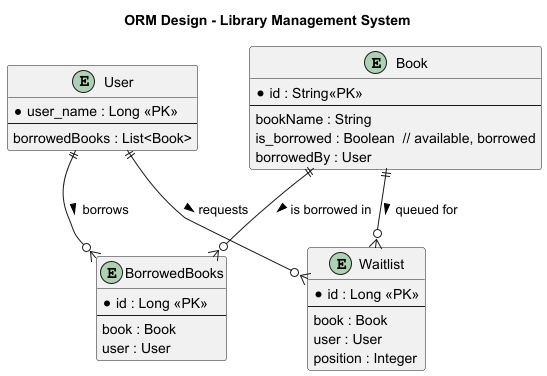 ORM Design - Library Management System
E User
* user_name : Long «PK»
borrowedBooks : List<Book>
E Book
* id : String«PK»
bookName : String
is_borrowed : Boolean // available, borrowed
borrowedBy : User
borrows
requests
is borrowed in
queued for
E BorrowedBooks
* id : Long «PK»
book : Book
user : User
E Waitlist
* id : Long «PK»
book : Book
user : User
position : Integer